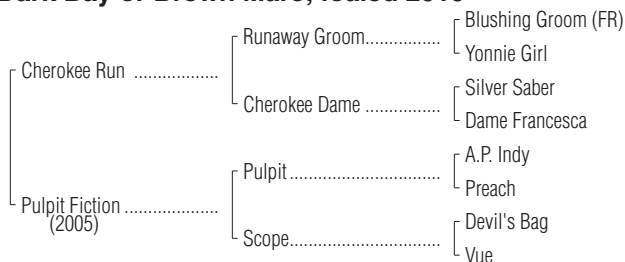 Dark Bay or Brown Mare; foaled
Blushing Groom (FR)
Runaway Groom................
Yonnie Girl
Cherokee Run ..................
Silver Saber
Cherokee Dame ................
Dame Francesca
A.P. Indy
Pulpit................................
Preach
Pulpit Fiction ....................
(2005)
Devil's Bag
Scope................................
Vue